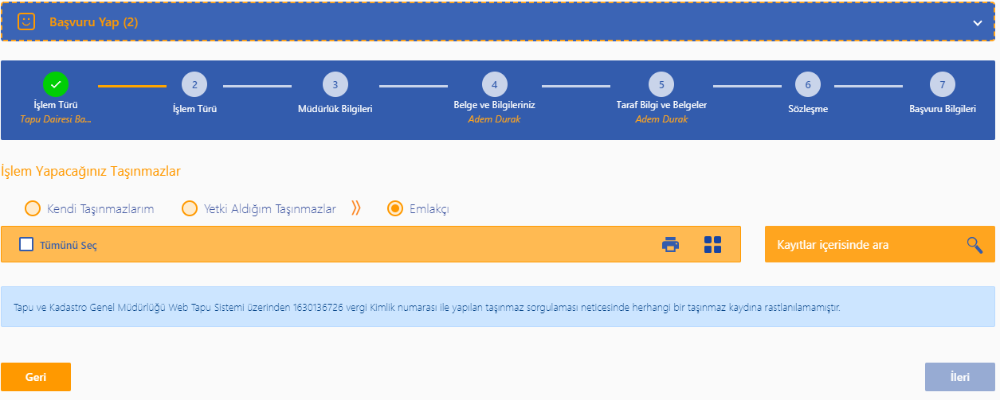 Başvuru Yap (2)
2
3
4
5
6
7
İşlem Türü
İşlem Türü
Müdürlük Bilgileri
Belge ve Bilgileriniz
Taraf Bilgi ve Belgeler
Sözleşme
Başvuru Bilgileri
Tapu Dairesi Ba...
Adem Durak
Adem Durak
İşlem Yapacağınız Taşınmazlar
Kendi Taşınmazlarım
Yetki Aldığım Taşınmazlar
Emlakçı
Tümünü Seç
Kayıtlar içerisinde ara
Tapu ve Kadastro Genel Müdürlüğü Web Tapu Sistemi üzerinden 1630136726 vergi Kimlik numarası ile yapılan taşınmaz sorgulaması neticesinde herhangi bir taşınmaz kaydına rastlanılamamıştır.
Geri
İleri